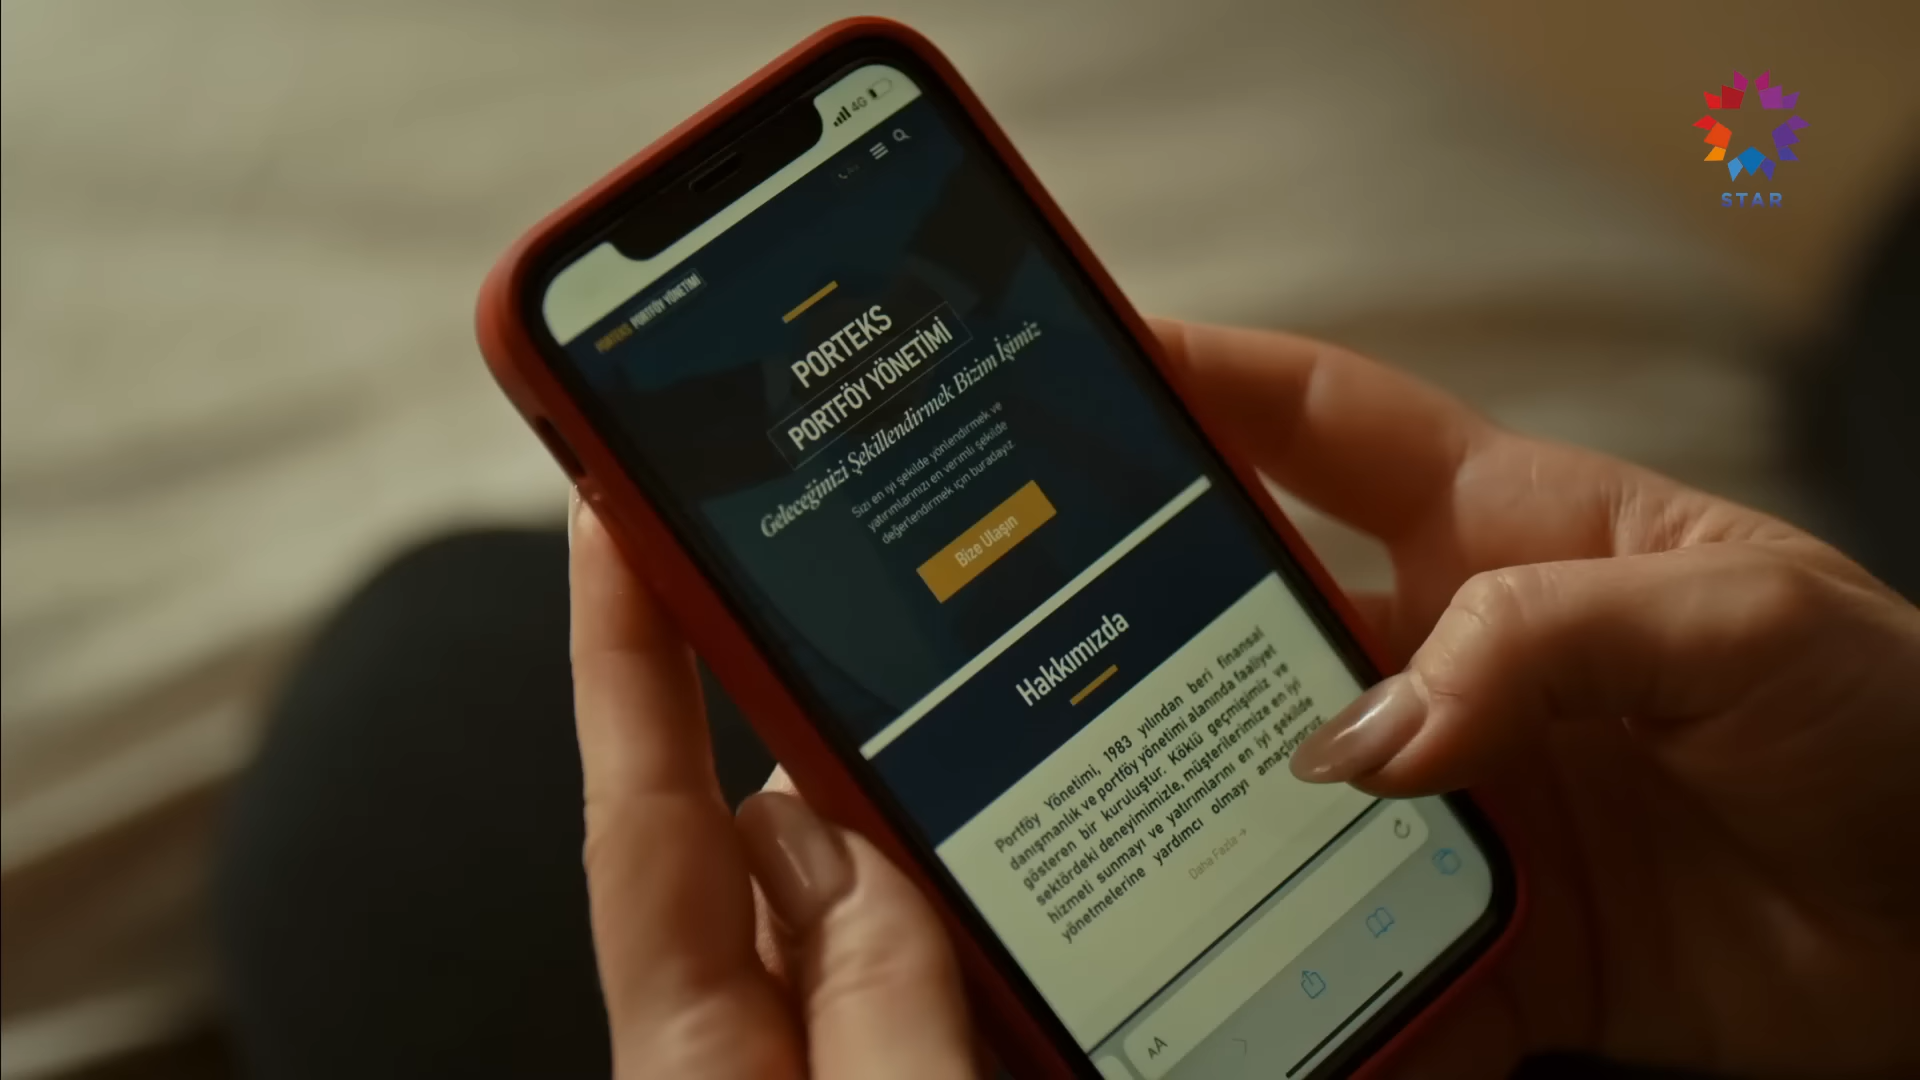 4G
STAR
PORTEKS PORTFÖY YÖNETİMİ
PORTEKS
PORTFÖY YÖNETİMİ
Geleceğinizi Şekillendirmek Bizim İşimiz
Sizi en iyi şekilde yönlendirmek ve
yatırımlarınızı en verimli şekilde
değerlendirmek için buradayız.
Bize Ulaşın
Hakkımızda
Portföy Yönetimi, 1983 yılından beri finansal
danışmanlık ve portföy yönetimi alanında faaliyet
gösteren bir kuruluştur. Köklü geçmişimiz ve
sektördeki deneyimimizle, müşterilerimize en iyi
hizmeti sunmayı ve yatırımlarını en iyi şekilde
yönetmelerine yardımcı olmayı amaçlıyoruz.
Daha Fazla →
AA